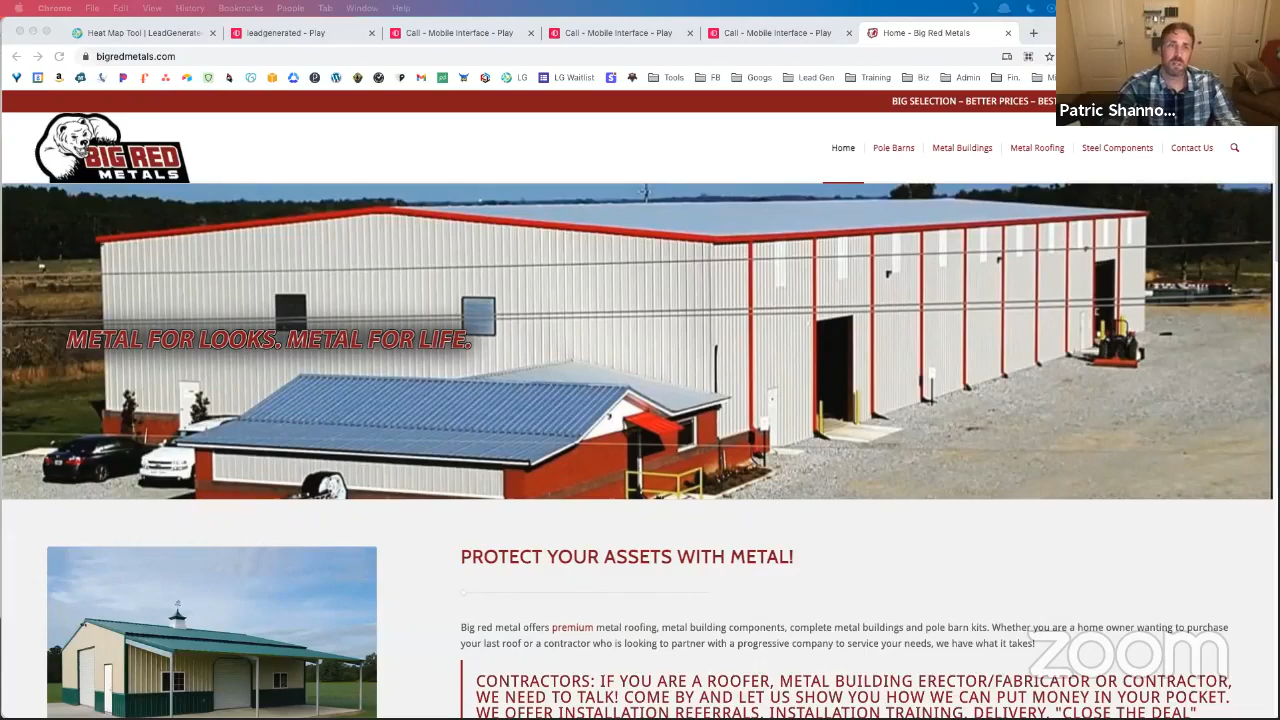 Chrome File Edit View History Bookmarks People Tab Window Help
Heat Map Tool | LeadGenerate
leadgenerated - Play
Call - Mobile Interface - Play
Call - Mobile Interface - Play
Call - Mobile Interface - Play
Home - Big Red Metals
bigredmetals.com
LG
LG Waitlist
Tools
FB
Googs
Lead Gen
Training
Biz
Admin
Fin.
Patric Shanno...
BIG SELECTION – BETTER PRICES – BEST
BIG RED
METALS
Home
Pole Barns
Metal Buildings
Metal Roofing
Steel Components
Contact Us
METAL FOR LOOKS. METAL FOR LIFE.
PROTECT YOUR ASSETS WITH METAL!
Big red metal offers premium metal roofing, metal building components, complete metal buildings and pole barn kits. Whether you are a home owner wanting to purchase
your last roof or a contractor who is looking to partner with a progressive company to service your needs, we have what it takes!
CONTRACTORS: IF YOU ARE A ROOFER, METAL BUILDING ERECTOR/FABRICATOR OR CONTRACTOR,
WE NEED TO TALK! COME BY AND LET US SHOW YOU HOW WE CAN PUT MONEY IN YOUR POCKET.
WE OFFER INSTALLATION REFERRALS, INSTALLATION TRAINING, DELIVERY, "CLOSE THE DEAL"
zoom